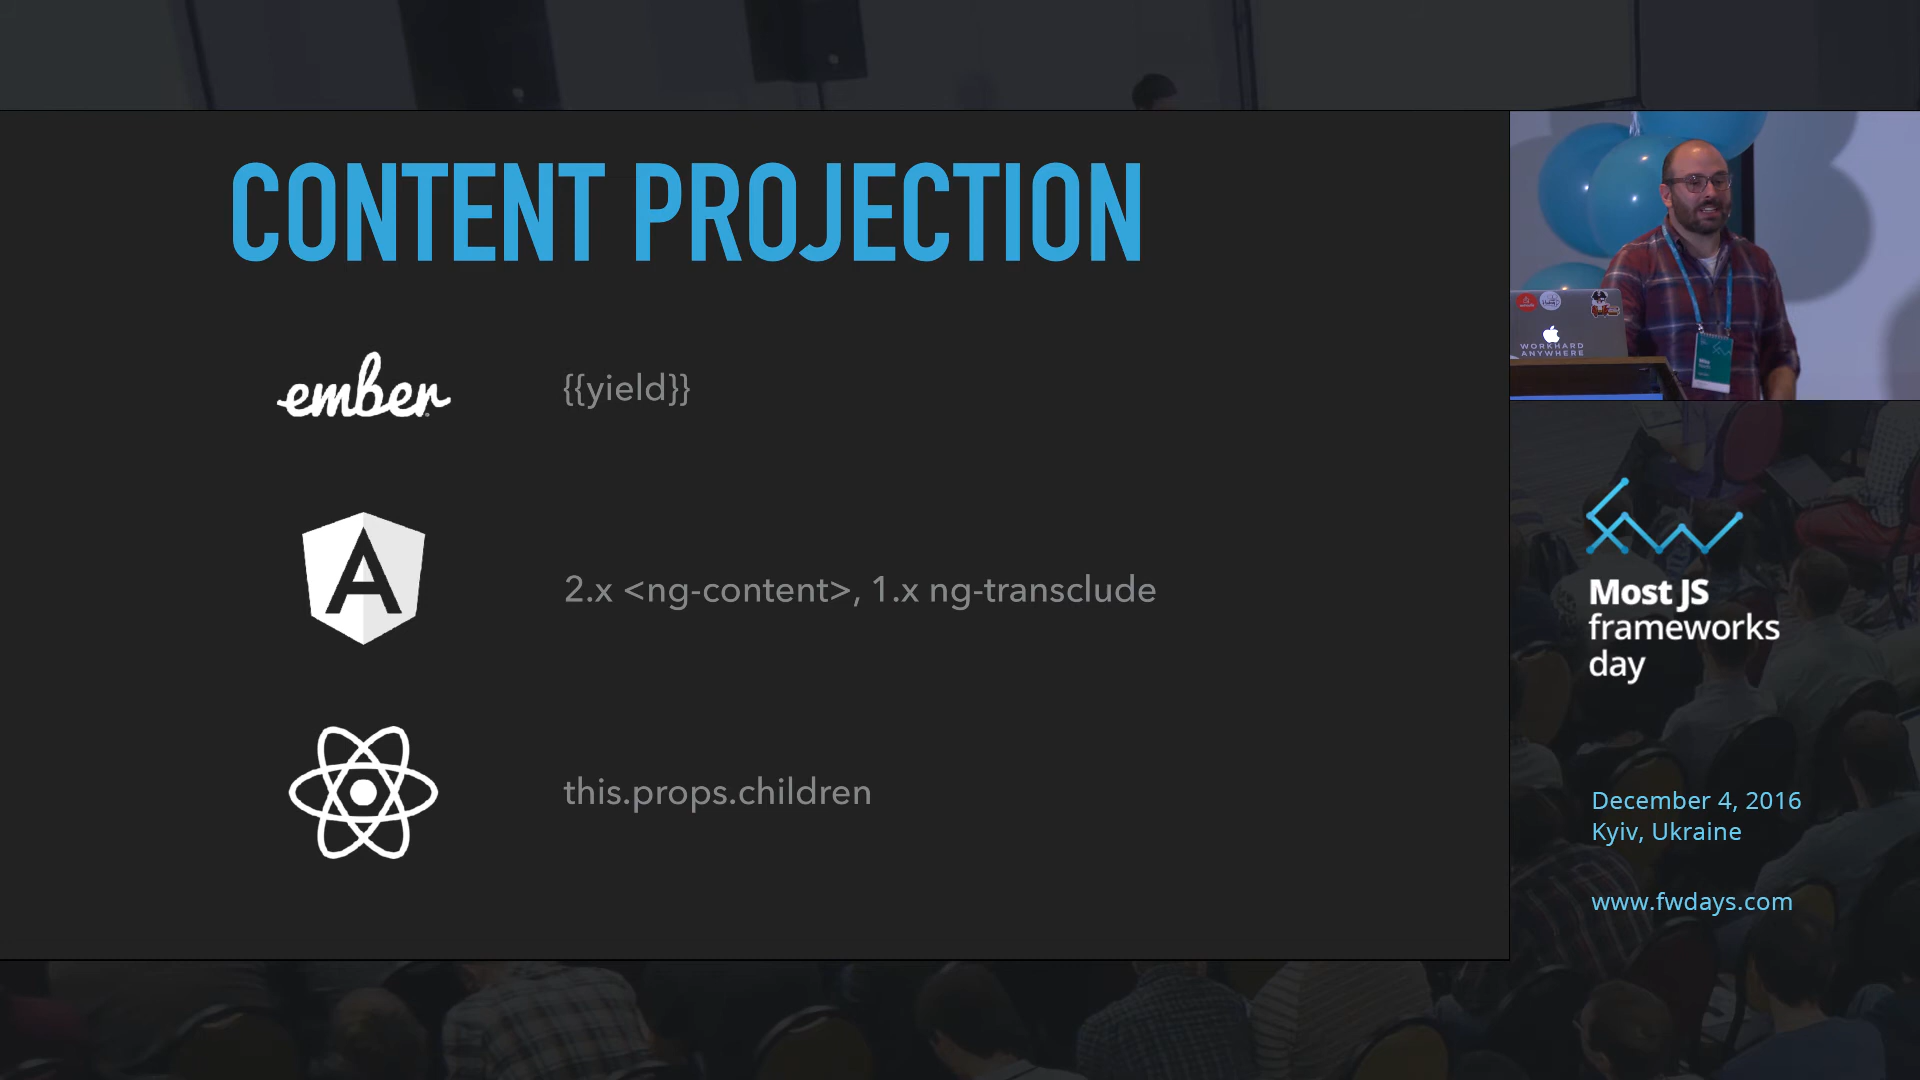 CONTENT PROJECTION
ember
{{yield}}
A
2.x <ng-content>, 1.x ng-transclude
this.props.children
WORKHARD
ANYWHERE
Most JS
frameworks
day
December 4, 2016
Kyiv, Ukraine
www.fwdays.com